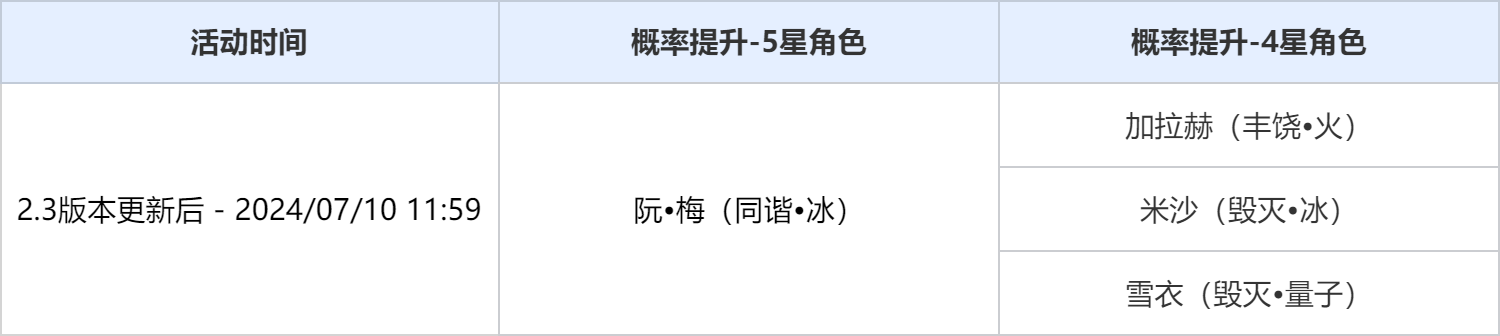 活动时间
概率提升-5星角色
概率提升-4星角色
2.3版本更新后 - 2024/07/10 11:59
阮•梅（同谐•冰）
加拉赫（丰饶•火）
米沙（毁灭•冰）
雪衣（毁灭•量子）